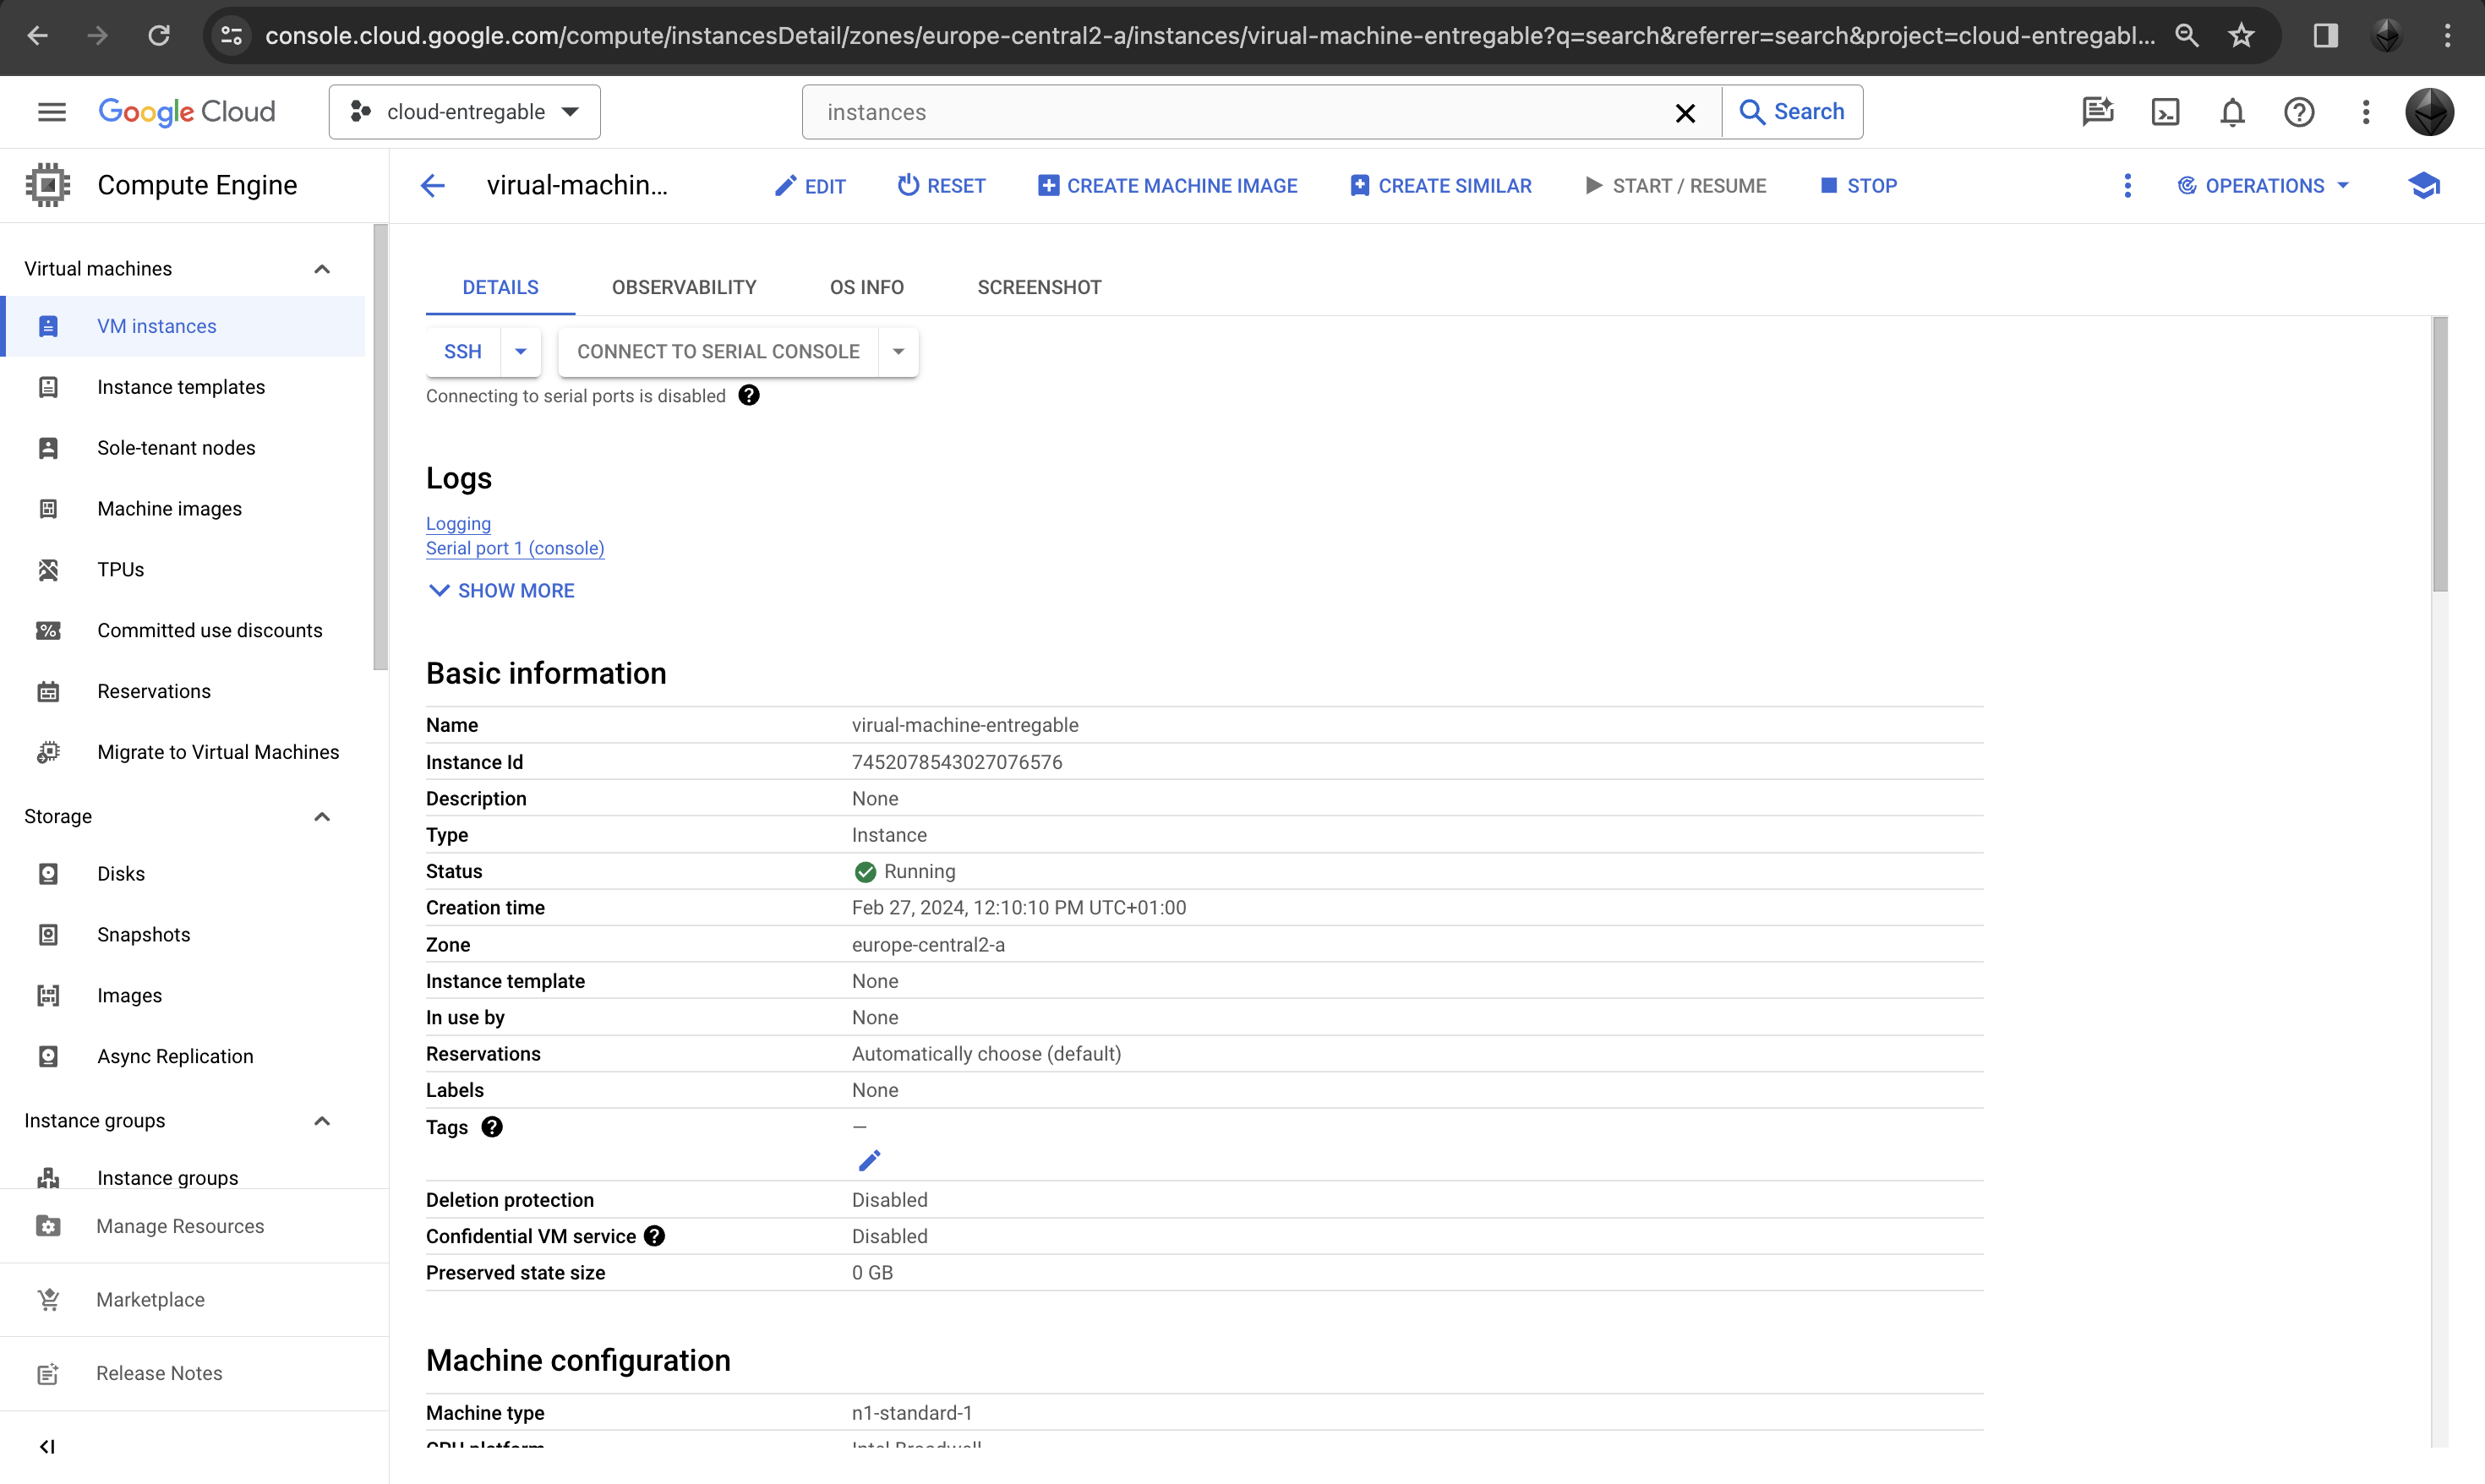 console.cloud.google.com/compute/instancesDetail/zones/europe-central2-a/instances/virual-machine-entregable?q=search&referrer=search&project=cloud-entregabl...
Google Cloud
cloud-entregable
instances
Search
Compute Engine
virual-machin...
EDIT
RESET
CREATE MACHINE IMAGE
CREATE SIMILAR
START / RESUME
STOP
OPERATIONS
Virtual machines
VM instances
Instance templates
Sole-tenant nodes
Machine images
TPUs
Committed use discounts
Reservations
Migrate to Virtual Machines
Storage
Disks
Snapshots
Images
Async Replication
Instance groups
Instance groups
Manage Resources
Marketplace
Release Notes
DETAILS
OBSERVABILITY
OS INFO
SCREENSHOT
SSH
CONNECT TO SERIAL CONSOLE
Connecting to serial ports is disabled
Logs
Logging
Serial port 1 (console)
SHOW MORE
Basic information
Name virual-machine-entregable
Instance Id 7452078543027076576
Description None
Type Instance
Status Running
Creation time Feb 27, 2024, 12:10:10 PM UTC+01:00
Zone europe-central2-a
Instance template None
In use by None
Reservations Automatically choose (default)
Labels None
Tags —
Deletion protection Disabled
Confidential VM service Disabled
Preserved state size 0 GB
Machine configuration
Machine type n1-standard-1
CPU platform Intel Broadwell